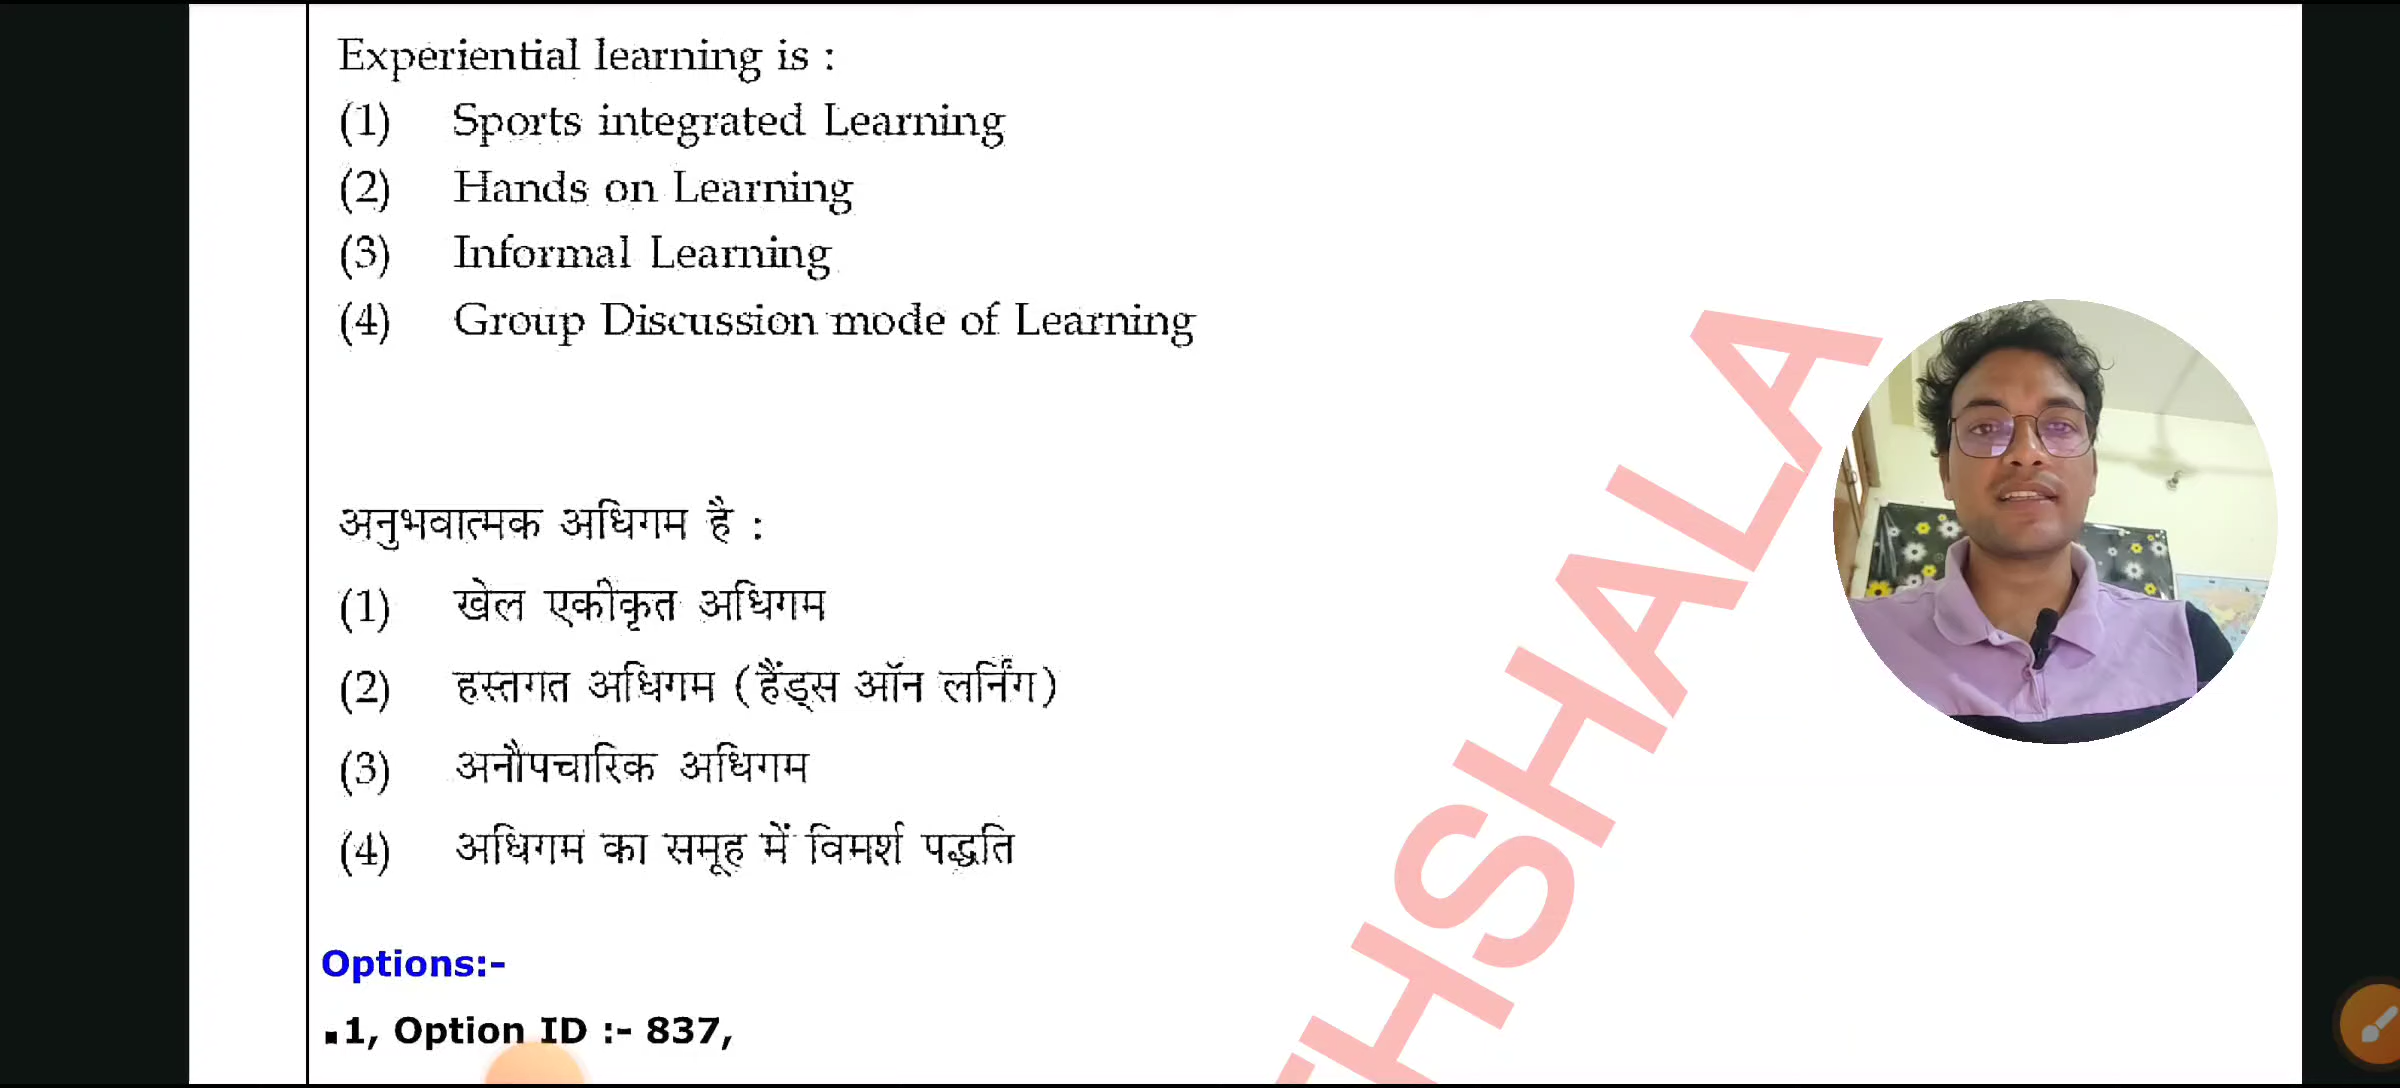 Experiential learning is :
(1) Sports integrated Learning
(2) Hands on Learning
(3) Informal Learning
(4) Group Discussion mode of Learning
अनुभवात्मक अधिगम है :
(1) खेल एकीकृत अधिगम
(2) हस्तगत अधिगम (हैंड्स ऑन लर्निंग)
(3) अनौपचारिक अधिगम
(4) अधिगम का समूह में विमर्श पद्धति
Options:-
1, Option ID :- 837,
HSHALA